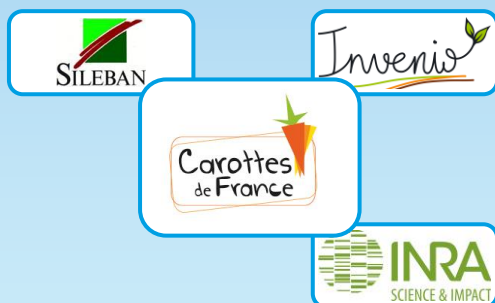 SILEBAN
Invenio
Carottes
de France
INRA
SCIENCE & IMPACT